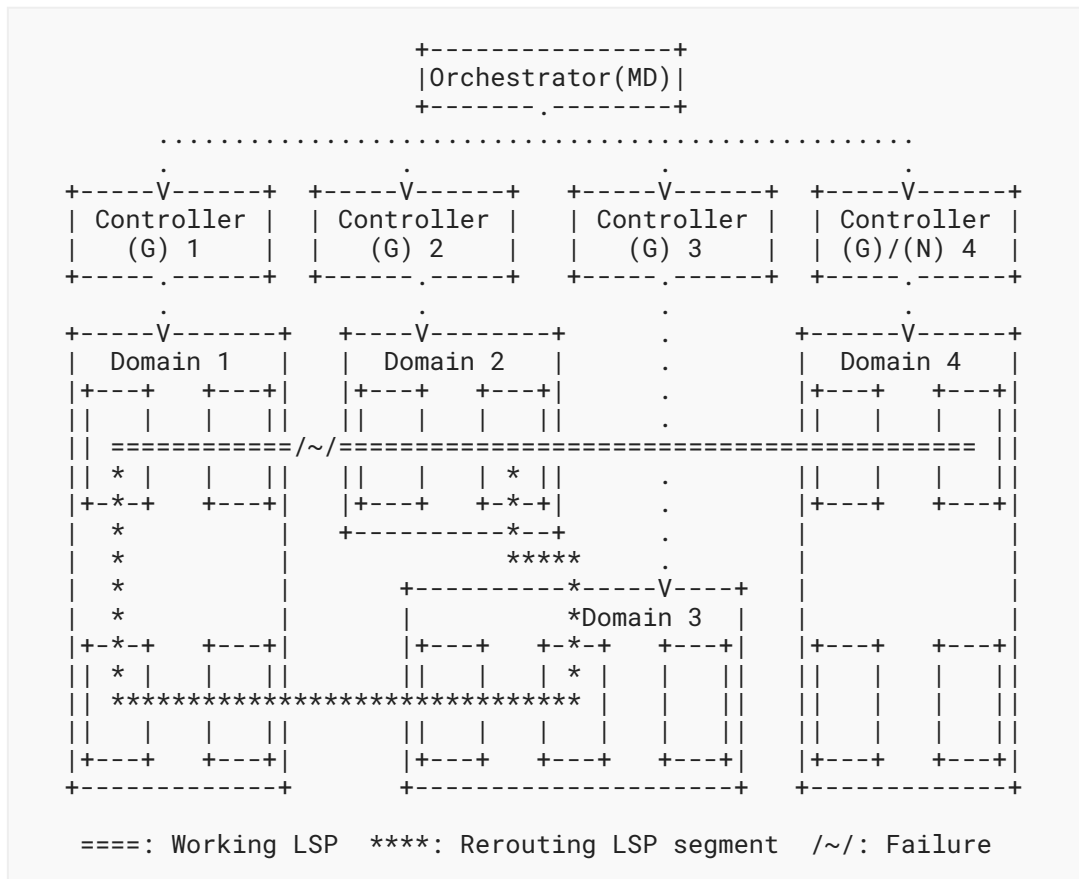 +----------------+
                       |Orchestrator(MD)|
                       +-------.--------+
      ..................................................
      .               .                .               .
+-----V------+  +-----V------+   +-----V------+  +-----V------+
| Controller |  | Controller |   | Controller |  | Controller |
|   (G) 1    |  |   (G) 2    |   |   (G) 3    |  | (G)/(N) 4  |
+-----.------+  +------.-----+   +-----.------+  +-----.------+
      .                .               .               .
+-----V-------+   +----V--------+      .        +------V------+
|  Domain 1   |   |  Domain 2   |      .        |  Domain 4   |
|+---+   +---+|   |+---+   +---+|      .        |+---+   +---+|
||   |   |   ||   ||   |   |   ||      .        ||   |   |   ||
|| ============/~/========================================== ||
|| * |   |   ||   ||   |   | * ||      .        ||   |   |   ||
|+-*-+   +---+|   |+---+   +-*-+|      .        |+---+   +---+|
|  *          |   +----------*--+      .        |             |
|  *          |              *****     .        |             |
|  *          |       +----------*-----V----+   |             |
|  *          |       |          *Domain 3  |   |             |
|+-*-+   +---+|       |+---+   +-*-+   +---+|   |+---+   +---+|
|| * |   |   ||       ||   |   | * |   |   ||   ||   |   |   ||
|| ******************************* |   |   ||   ||   |   |   ||
||   |   |   ||       ||   |   |   |   |   ||   ||   |   |   ||
|+---+   +---+|       |+---+   +---+   +---+|   |+---+   +---+|
+-------------+       +---------------------+   +-------------+

 ====: Working LSP  ****: Rerouting LSP segment  /~/: Failure